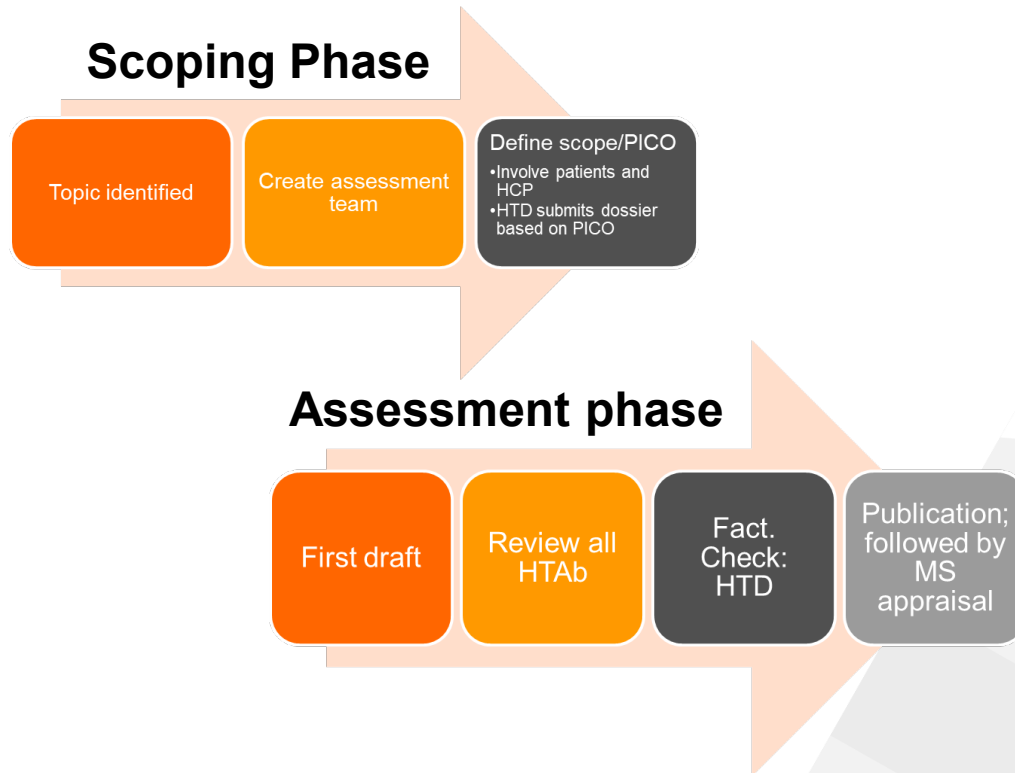 Scoping Phase
Topic identified
Create assessment
team
Define scope/PICO
•Involve patients and
HCP
•HTD submits dossier
based on PICO
Assessment phase
First draft
Review all
HTAb
Fact.
Check:
HTD
Publication;
followed by
MS
appraisal